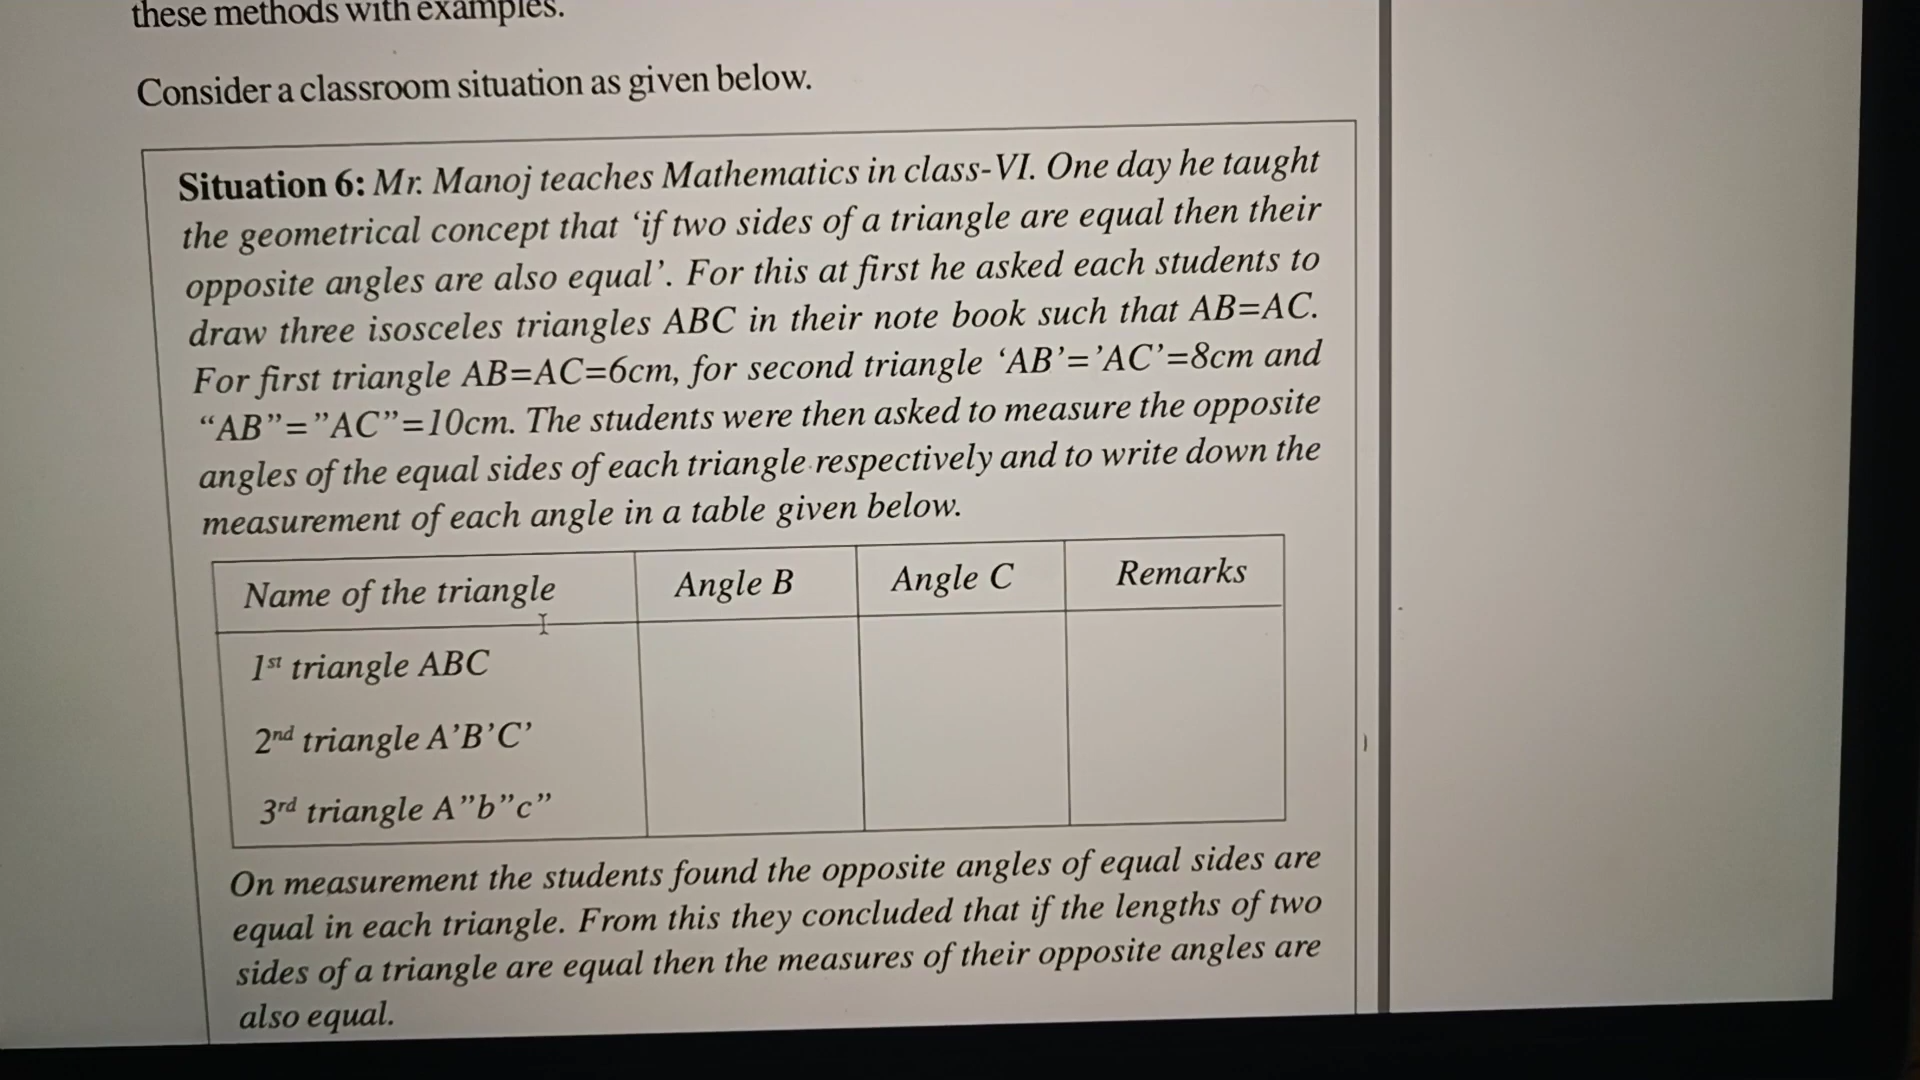 these methods with examples.
Consider a classroom situation as given below.
Situation 6: Mr. Manoj teaches Mathematics in class-VI. One day he taught
the geometrical concept that ‘if two sides of a triangle are equal then their
opposite angles are also equal’. For this at first he asked each students to
draw three isosceles triangles ABC in their note book such that AB=AC.
For first triangle AB=AC=6cm, for second triangle ‘AB’=’AC’=8cm and
“AB”=”AC”=10cm. The students were then asked to measure the opposite
angles of the equal sides of each triangle respectively and to write down the
measurement of each angle in a table given below.
Name of the triangle Angle B Angle C Remarks
1st triangle ABC
2nd triangle A’B’C’
3rd triangle A”b”c”
On measurement the students found the opposite angles of equal sides are
equal in each triangle. From this they concluded that if the lengths of two
sides of a triangle are equal then the measures of their opposite angles are
also equal.